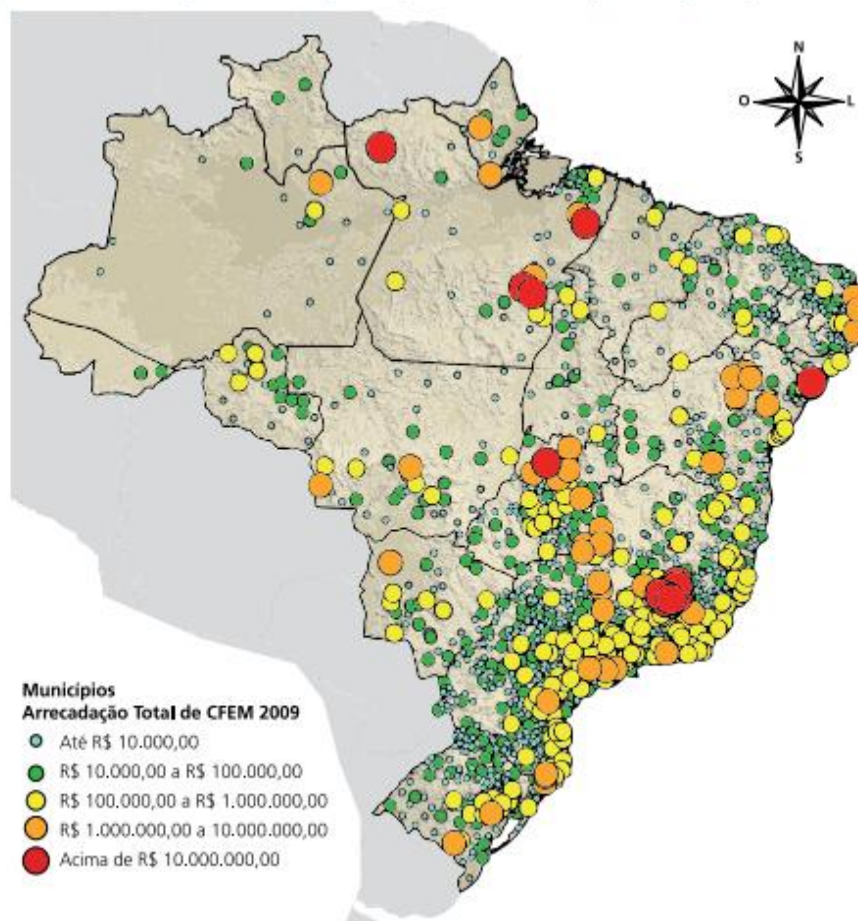 N
O L
S
Municípios
Arrecadação Total de CFEM 2009
Até R$ 10.000,00
R$ 10.000,00 a R$ 100.000,00
R$ 100.000,00 a R$ 1.000.000,00
R$ 1.000.000,00 a 10.000.000,00
Acima de R$ 10.000.000,00